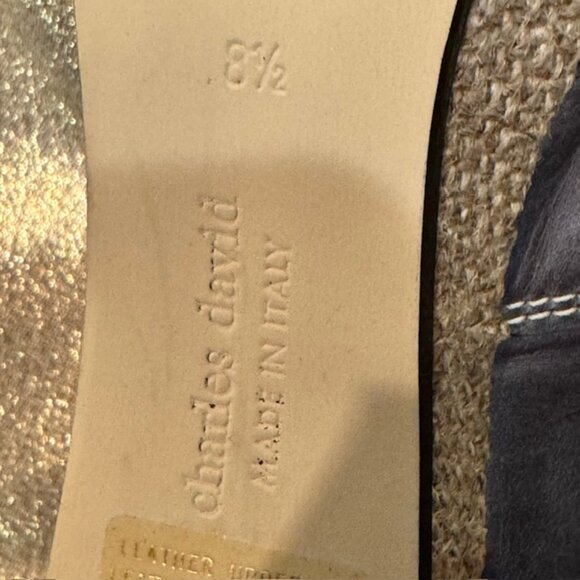 8½
charles david
MADE IN ITALY
LEATHER UPPER